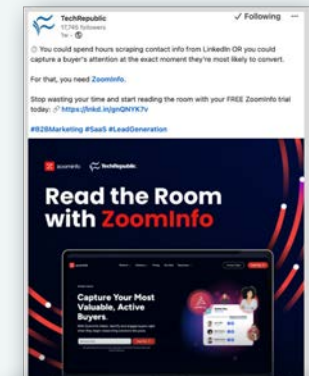 TechRepublic
17,745 followers
1w
Following
You could spend hours scraping contact info from LinkedIn OR you could
capture a buyer's attention at the exact moment they're most likely to convert.
For that, you need ZoomInfo.
Stop wasting your time and start reading the room with your FREE ZoomInfo trial
today: https://lnkd.in/gnQNYK7v
#B2BMarketing #SaaS #LeadGeneration
zoominfo TechRepublic.
Read the Room
with ZoomInfo
Capture Your Most
Valuable, Active
Buyers.